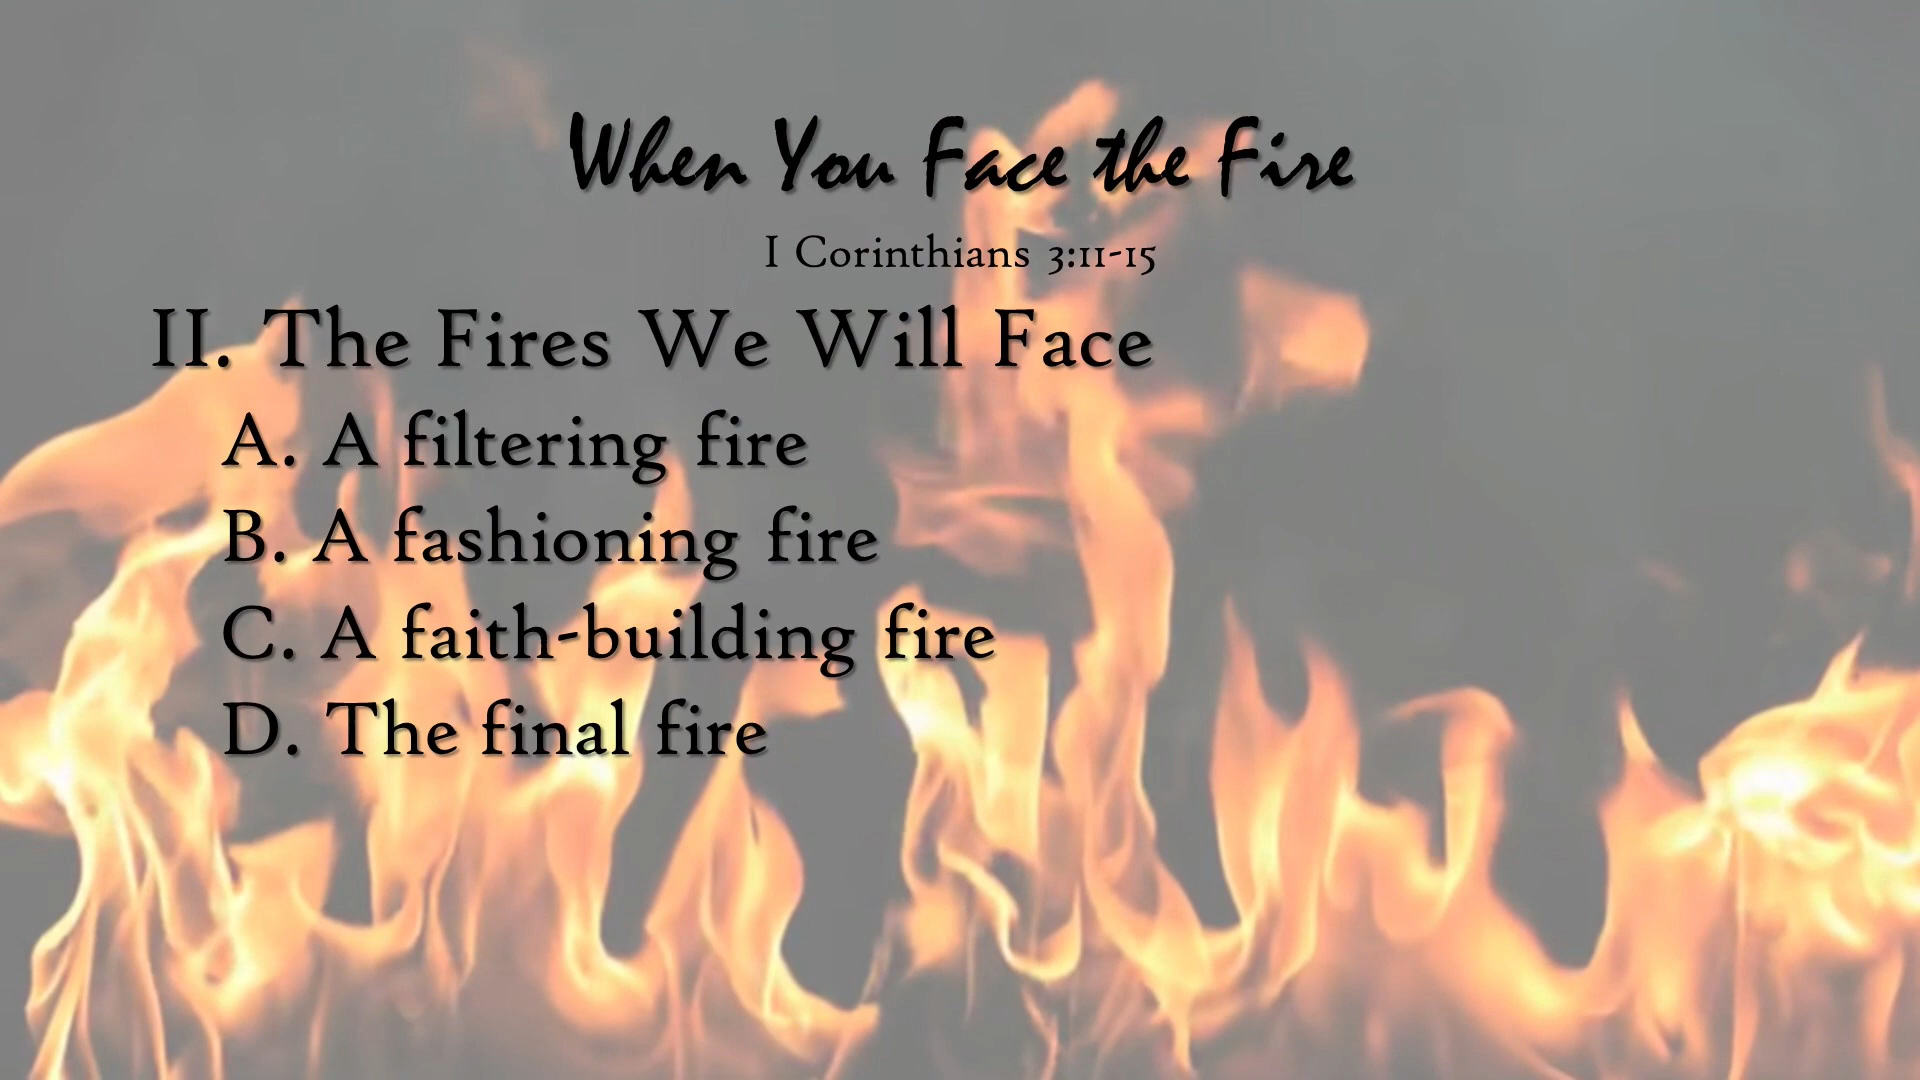 When You Face the Fire
I Corinthians 3:11-15
II. The Fires We Will Face
A. A filtering fire
B. A fashioning fire
C. A faith-building fire
D. The final fire